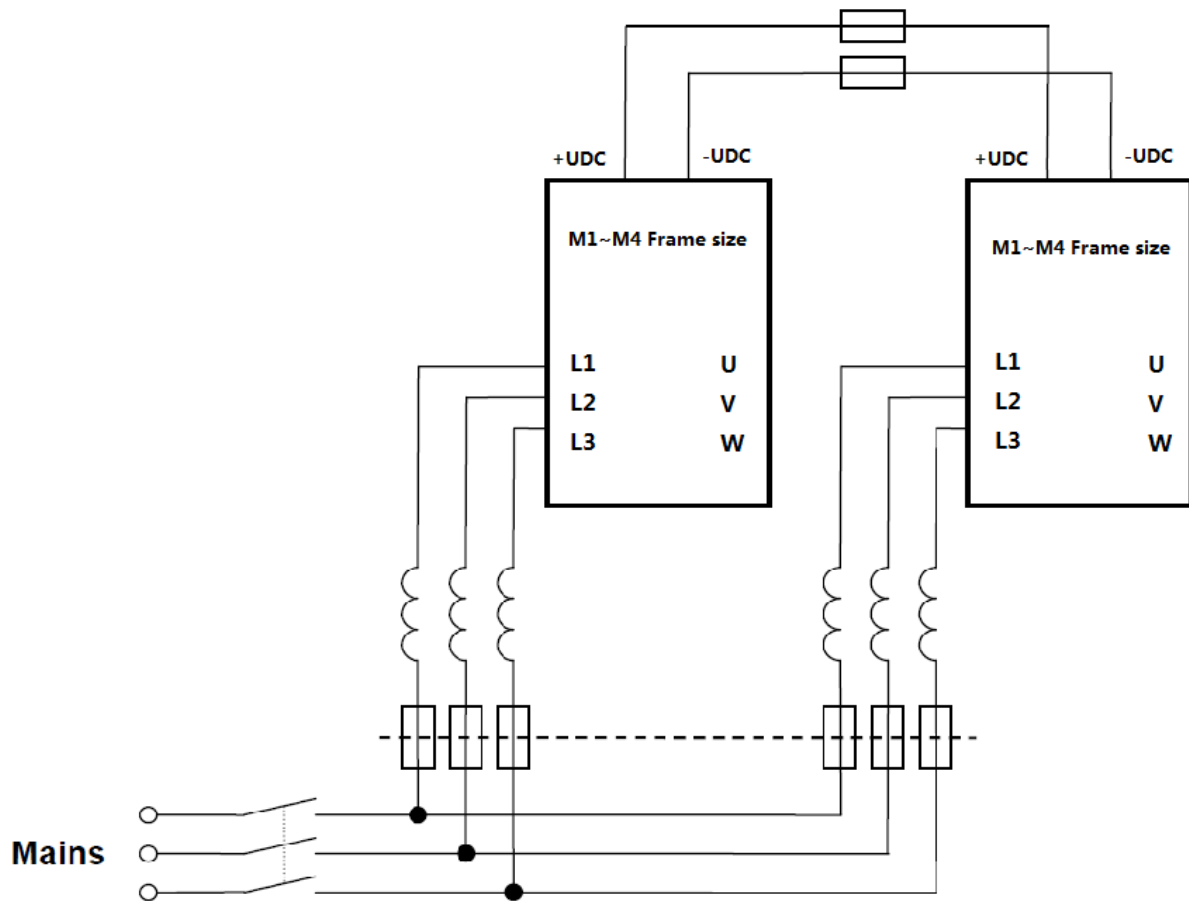 +UDC -UDC +UDC -UDC
M1~M4 Frame size M1~M4 Frame size
L1 U L1 U
L2 V L2 V
L3 W L3 W
Mains